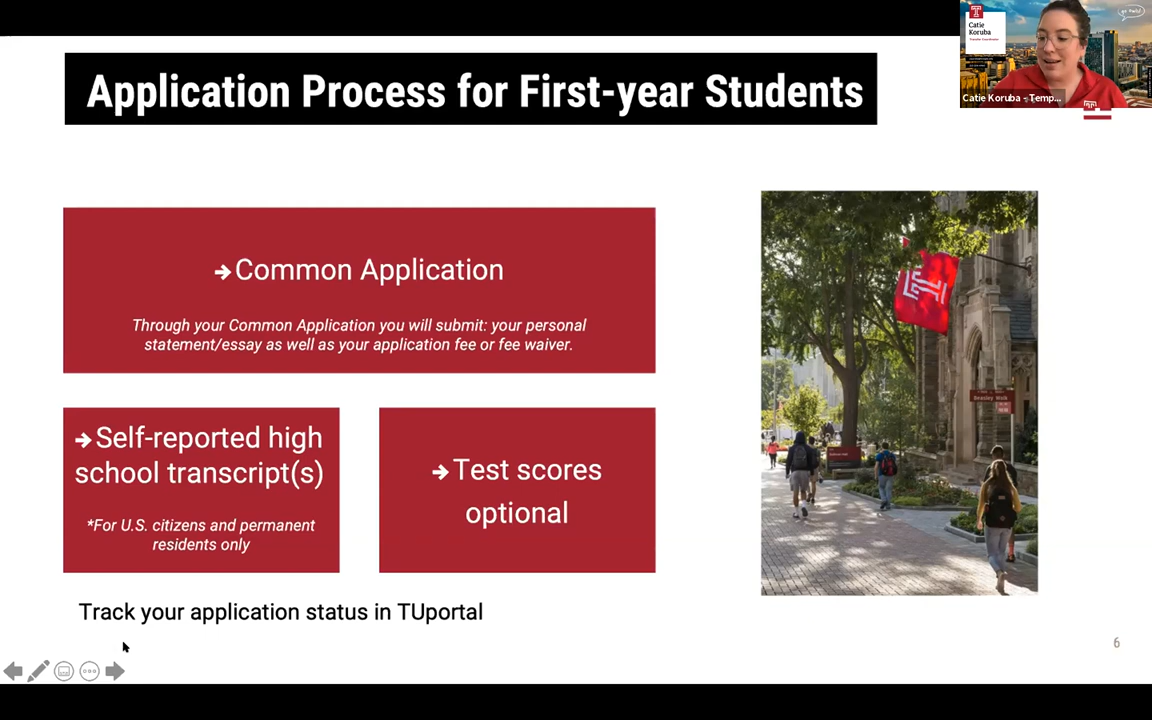 Application Process for First-year Students
Catie
Koruba
Catie Koruba - Temp...
→Common Application
Through your Common Application you will submit: your personal
statement/essay as well as your application fee or fee waiver.
→Self-reported high
school transcript(s)
*For U.S. citizens and permanent
residents only
→Test scores
optional
Beasley Walk
Track your application status in TUportal
6